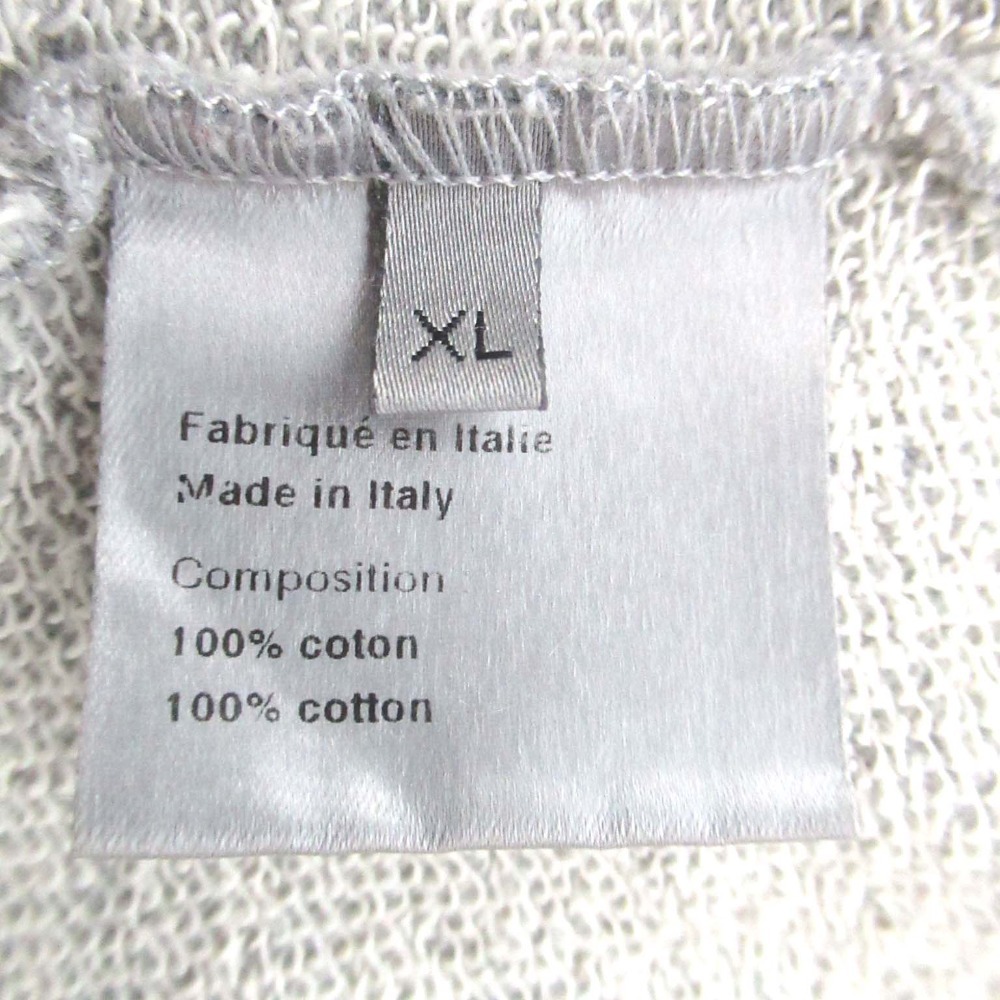 XL
Fabriqué en Italie
Made in Italy
Composition
100% coton
100% cotton